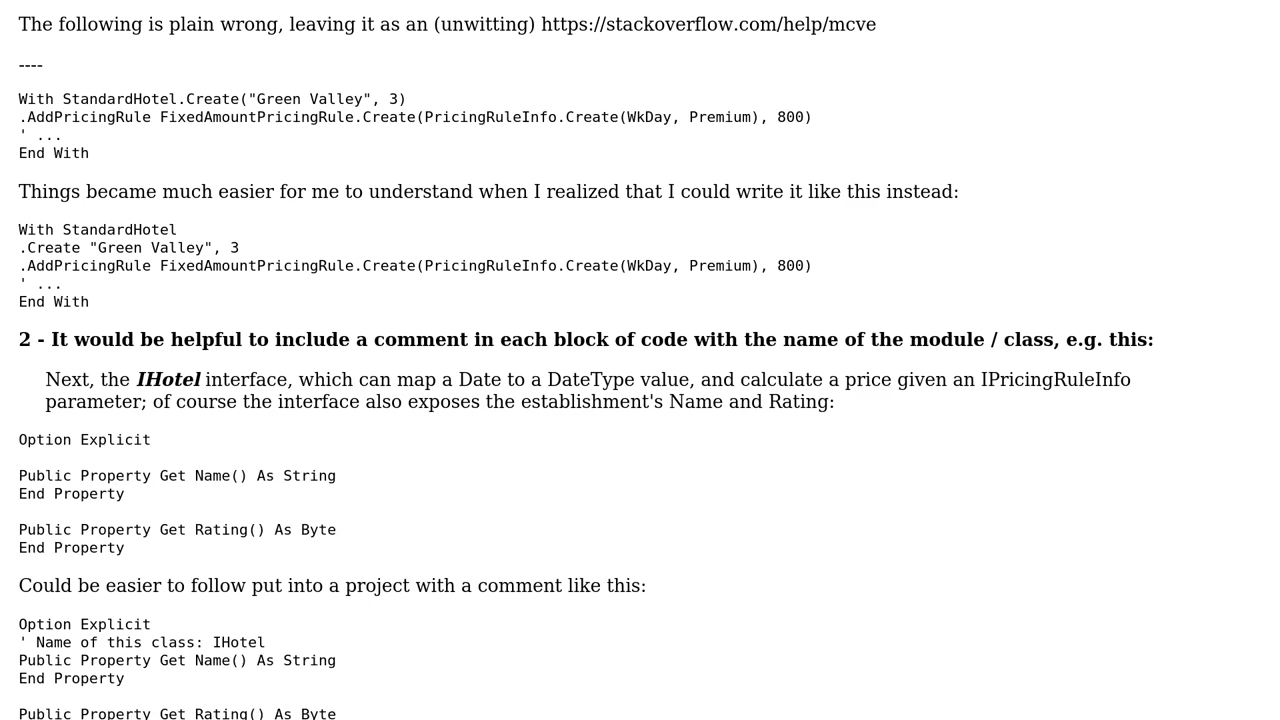 The following is plain wrong, leaving it as an (unwitting) https://stackoverflow.com/help/mcve
----
With StandardHotel.Create("Green Valley", 3)
.AddPricingRule FixedAmountPricingRule.Create(PricingRuleInfo.Create(WkDay, Premium), 800)
' ...
End With
Things became much easier for me to understand when I realized that I could write it like this instead:
With StandardHotel
.Create "Green Valley", 3
.AddPricingRule FixedAmountPricingRule.Create(PricingRuleInfo.Create(WkDay, Premium), 800)
' ...
End With
2 - It would be helpful to include a comment in each block of code with the name of the module / class, e.g. this:
Next, the IHotel interface, which can map a Date to a DateType value, and calculate a price given an IPricingRuleInfo
parameter; of course the interface also exposes the establishment's Name and Rating:
Option Explicit
Public Property Get Name() As String
End Property
Public Property Get Rating() As Byte
End Property
Could be easier to follow put into a project with a comment like this:
Option Explicit
' Name of this class: IHotel
Public Property Get Name() As String
End Property
Public Property Get Rating() As Byte